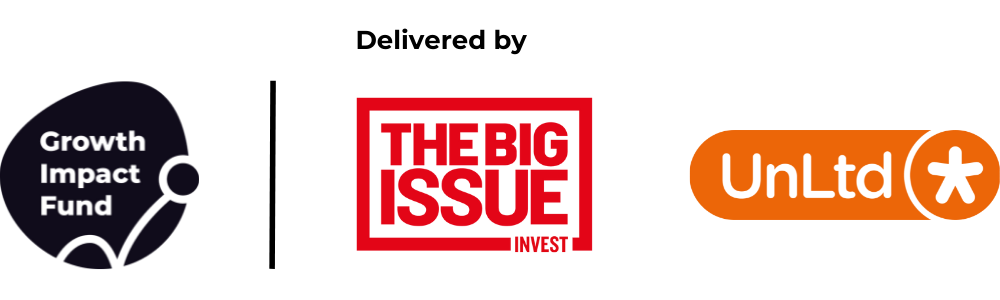 Delivered by
Growth
Impact
Fund
THE BIG
ISSUE
INVEST
UnLtd